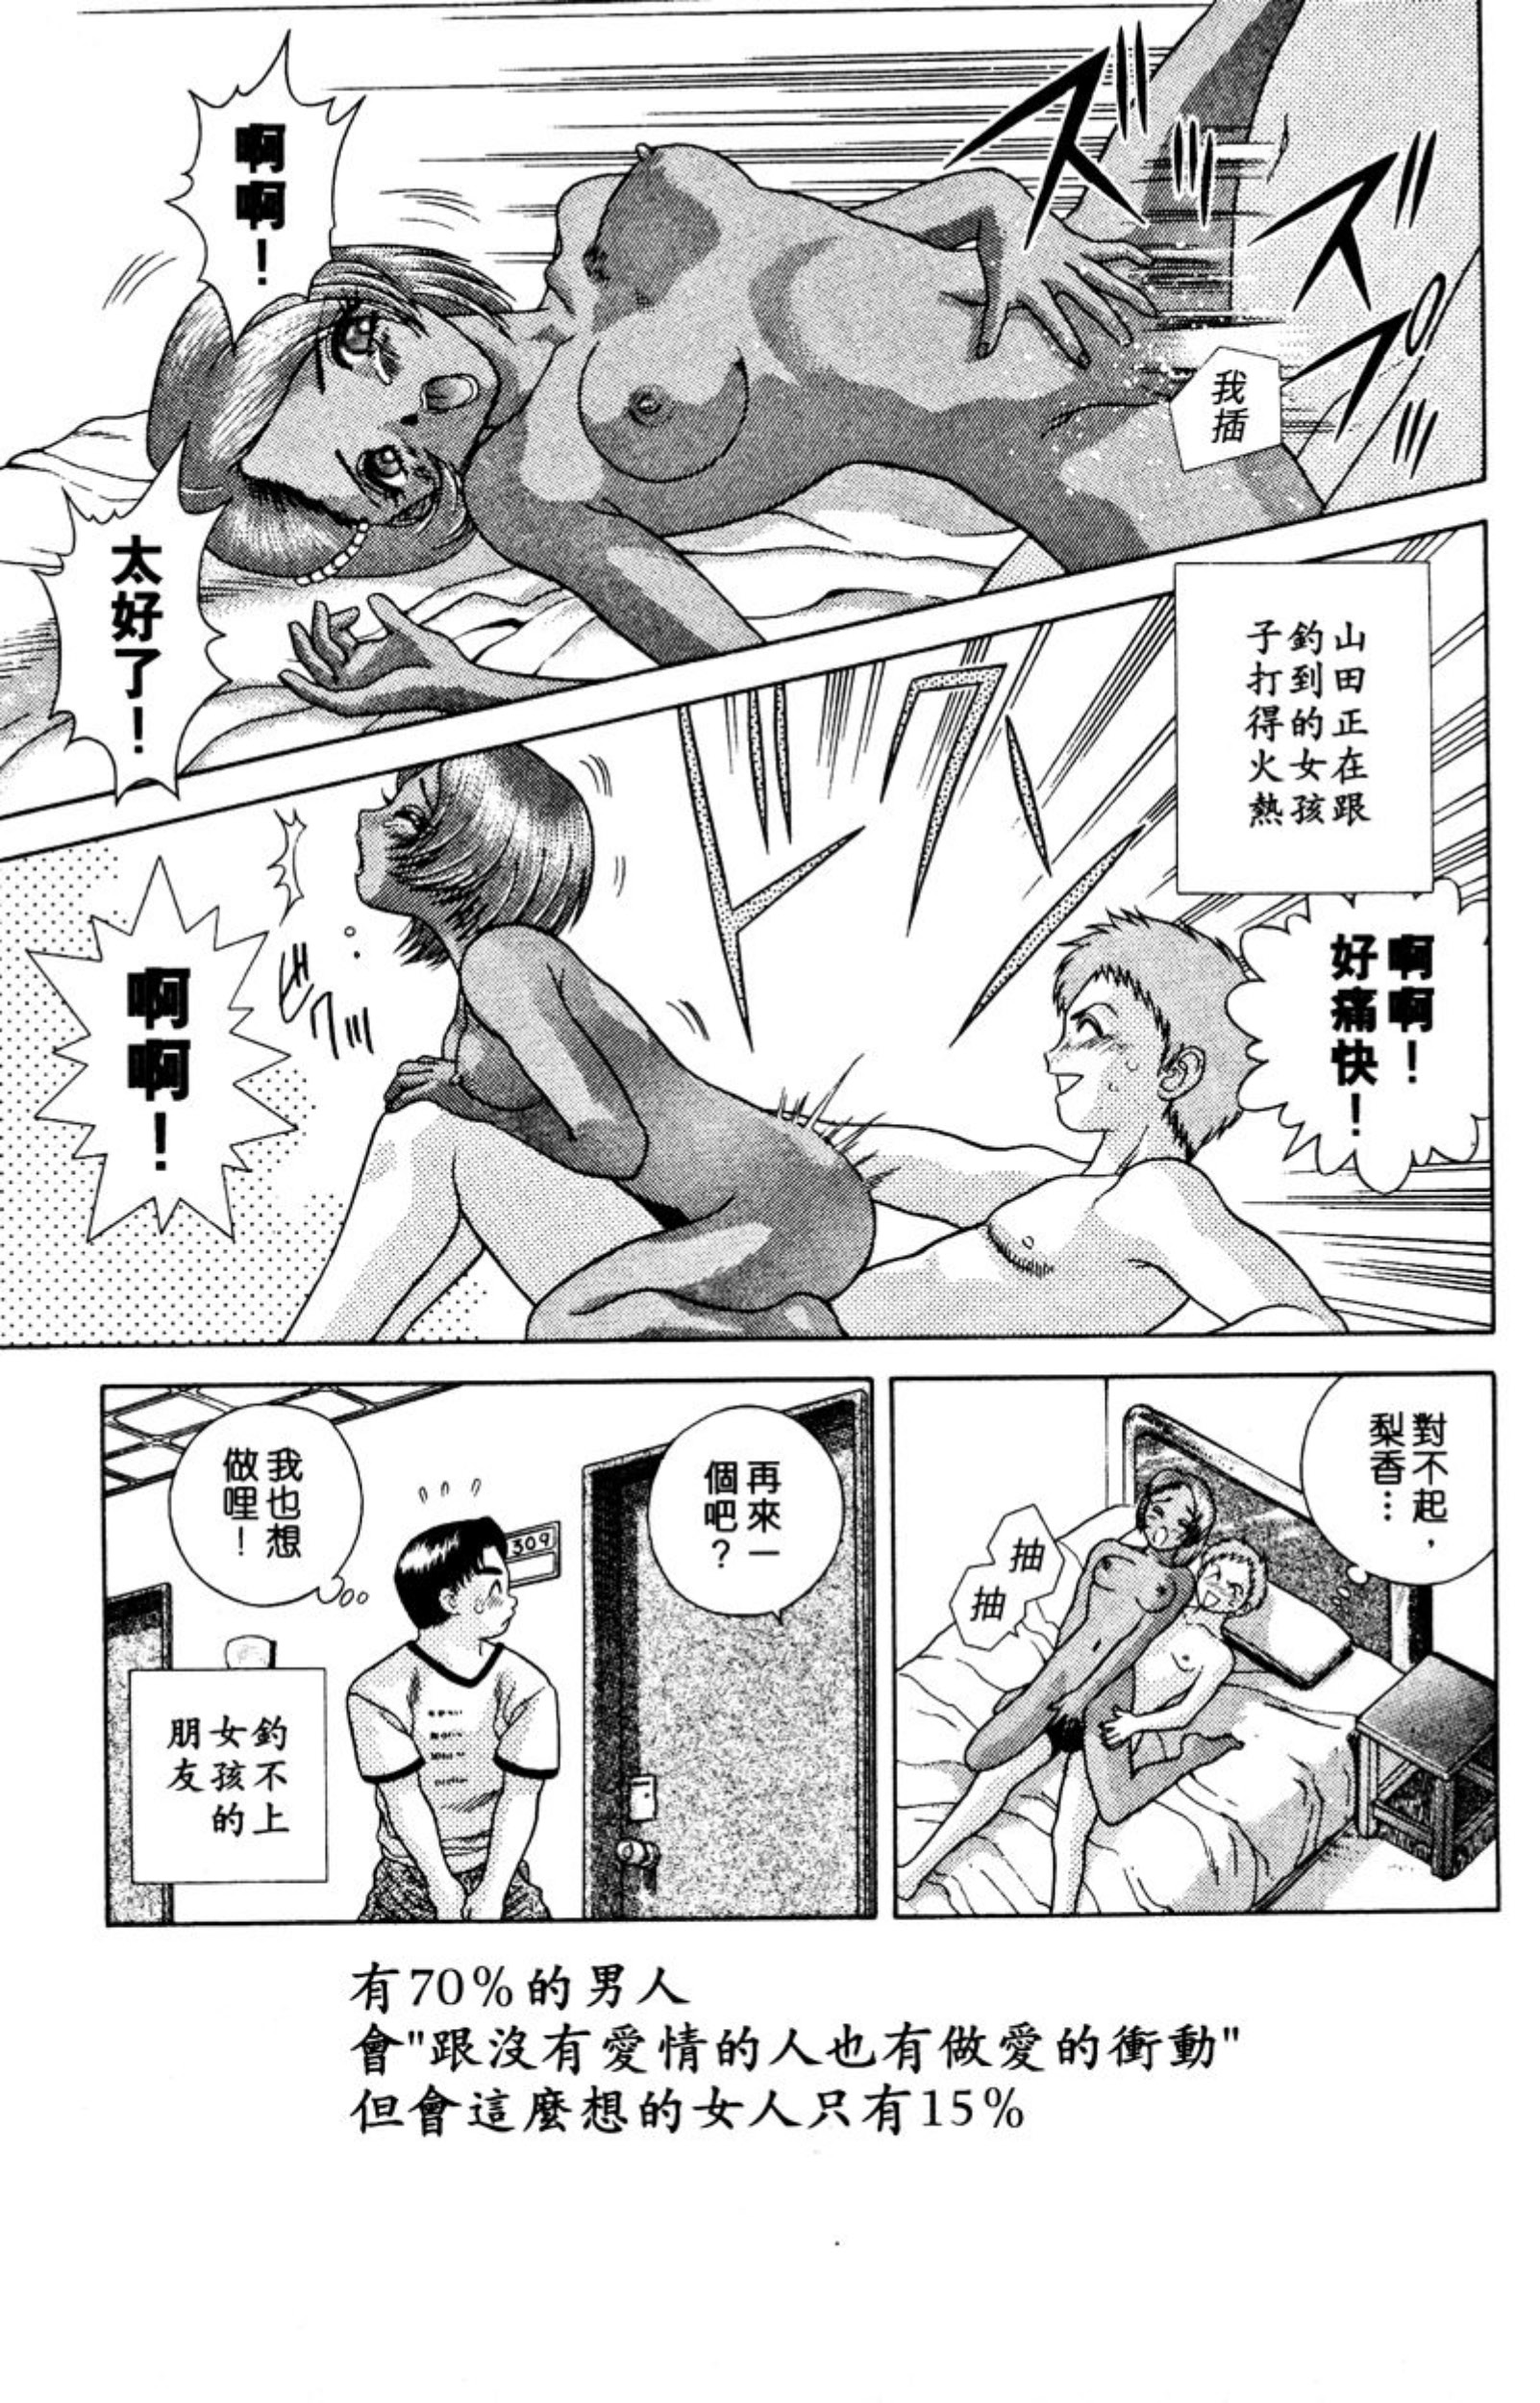 啊啊！
我插
太好了！
山田正在跟
釣到的女孩
子打得火熱
啊啊！
好痛快！
啊啊！
對不起，
梨香…
抽
抽
再來一
個吧？
309
我也想
做哩！
釣不上
女孩的
朋友
有70%的男人
會"跟沒有愛情的人也有做愛的衝動"
但會這麼想的女人只有15%